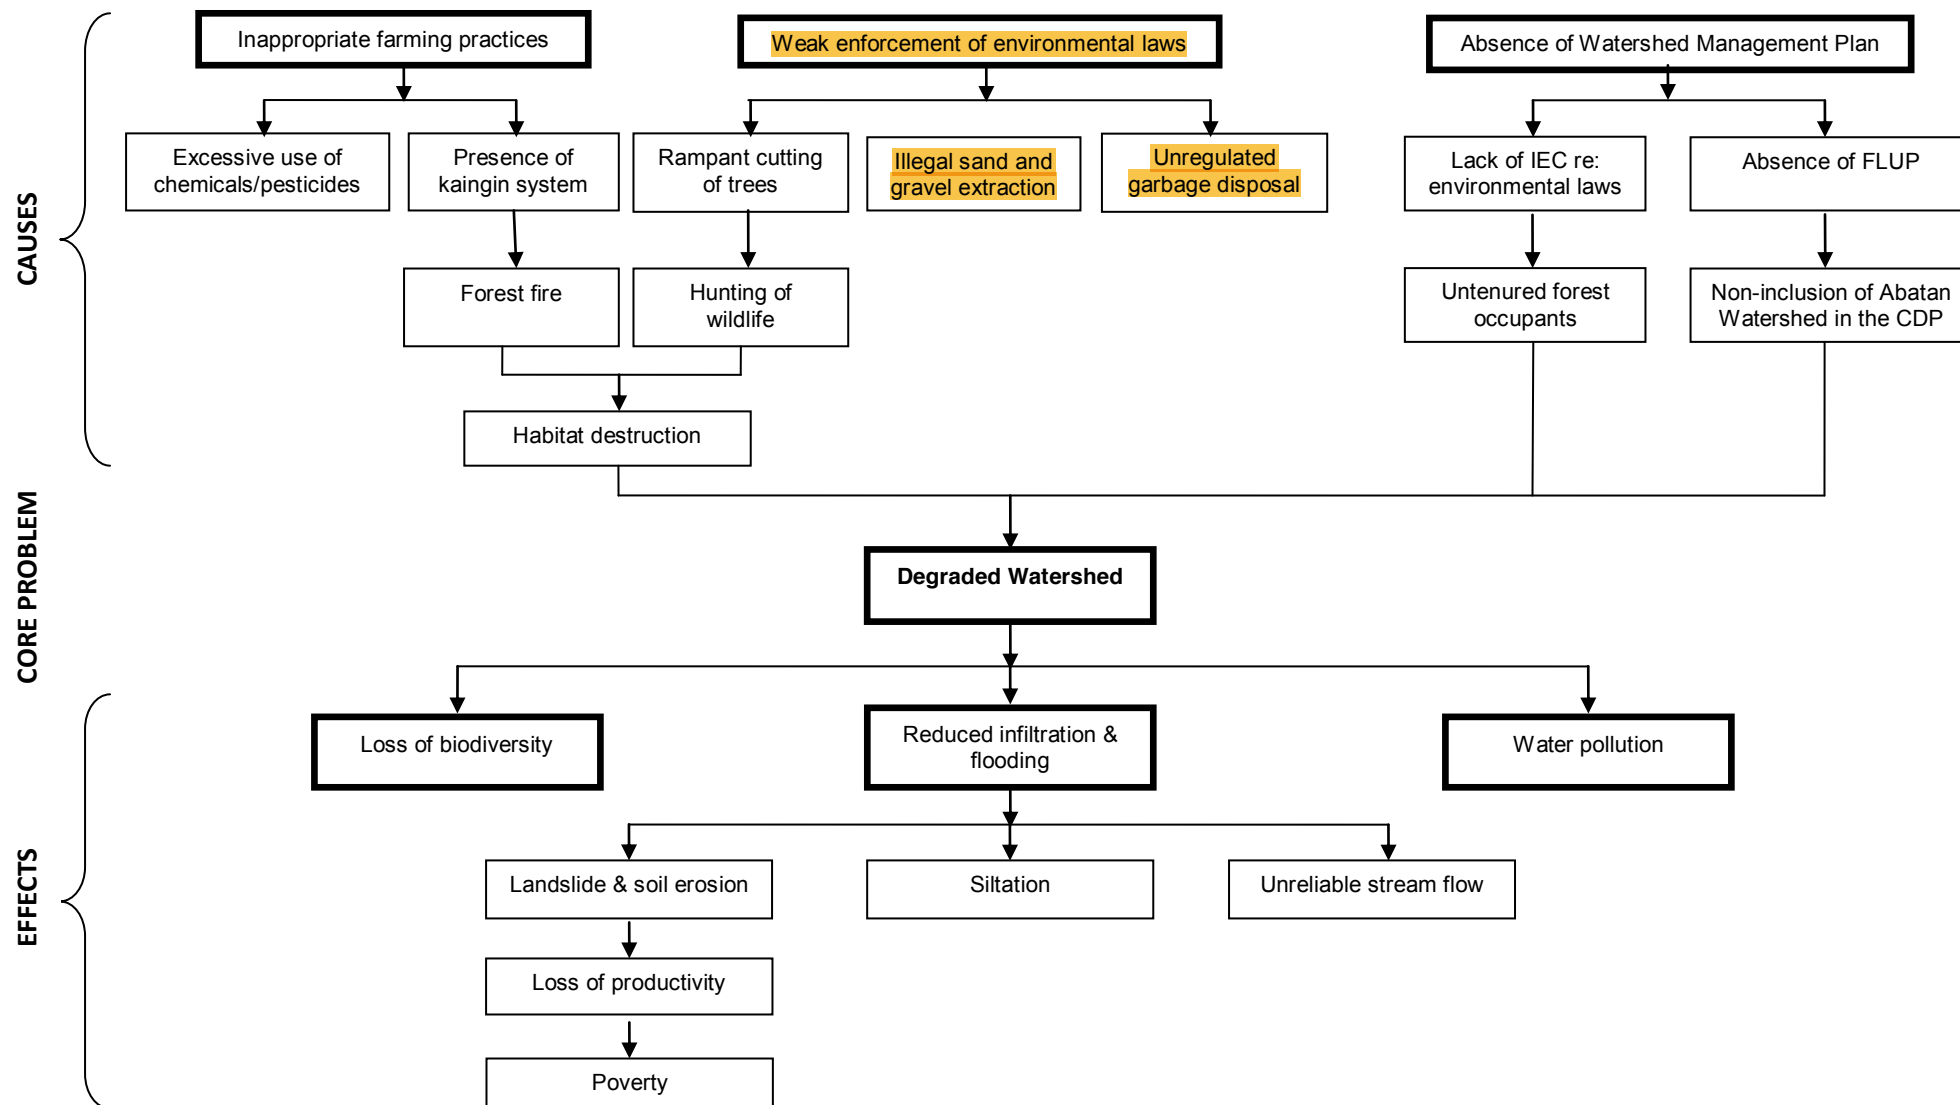 Inappropriate farming practices
Weak enforcement of environmental laws
Absence of Watershed Management Plan
Excessive use of
chemicals/pesticides
Presence of
kaingin system
Rampant cutting
of trees
Illegal sand and
gravel extraction
Unregulated
garbage disposal
Lack of IEC re:
environmental laws
Absence of FLUP
CAUSES
Forest fire
Hunting of
wildlife
Untenured forest
occupants
Non-inclusion of Abatan
Watershed in the CDP
Habitat destruction
CORE PROBLEM
Degraded Watershed
Loss of biodiversity
Reduced infiltration &
flooding
Water pollution
EFFECTS
Landslide & soil erosion
Siltation
Unreliable stream flow
Loss of productivity
Poverty